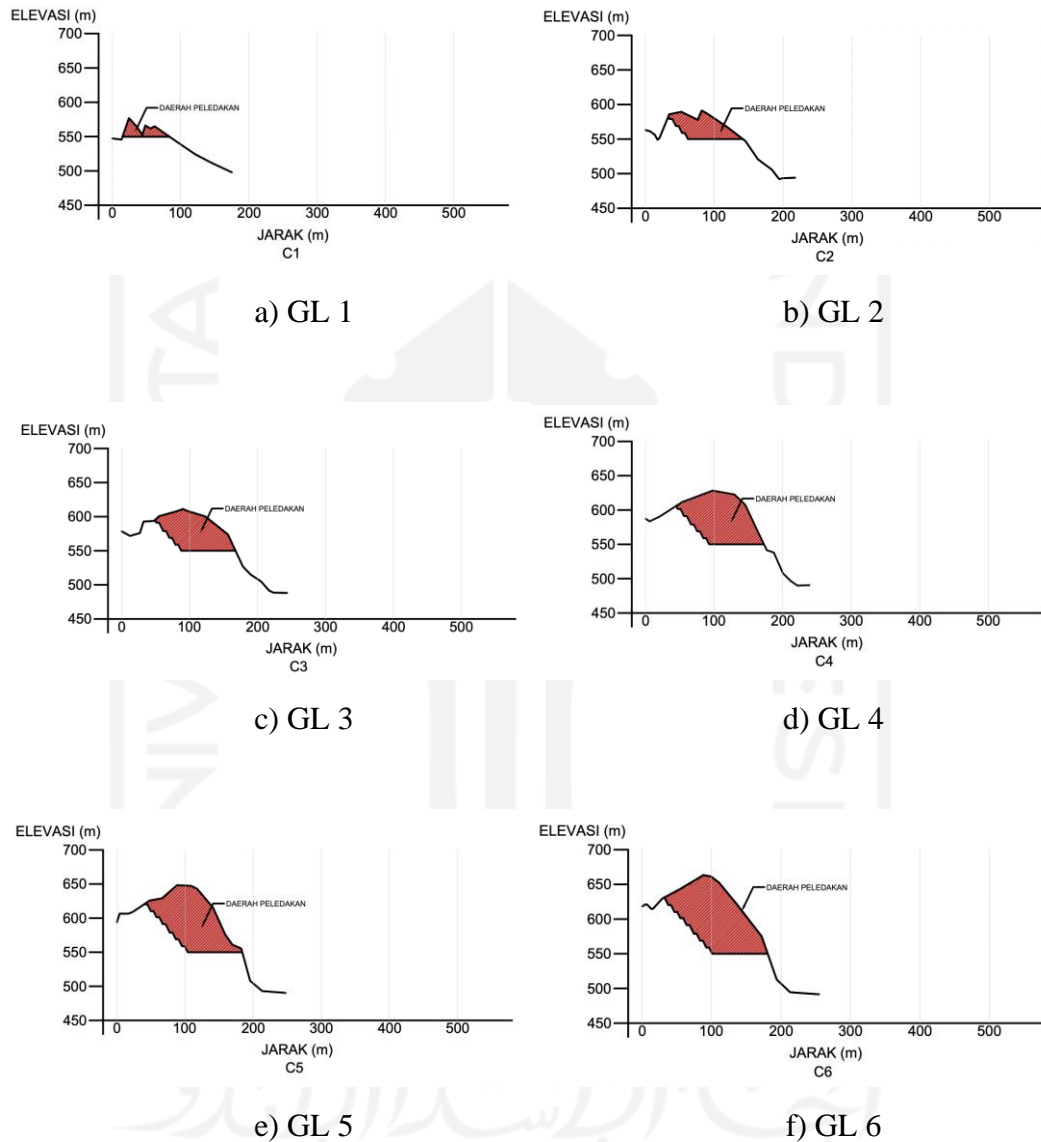 ELEVASI (m)
700
650
600
550
500
450
DAERAH PELEDAKAN
0 100 200 300 400 500
JARAK (m)
C1
a) GL 1
ELEVASI (m)
700
650
600
550
500
450
DAERAH PELEDAKAN
0 100 200 300 400 500
JARAK (m)
C2
b) GL 2
ELEVASI (m)
700
650
600
550
500
450
DAERAH PELEDAKAN
0 100 200 300 400 500
JARAK (m)
C3
c) GL 3
ELEVASI (m)
700
650
600
550
500
450
DAERAH PELEDAKAN
0 100 200 300 400 500
JARAK (m)
C4
d) GL 4
ELEVASI (m)
700
650
600
550
500
450
DAERAH PELEDAKAN
0 100 200 300 400 500
JARAK (m)
C5
e) GL 5
ELEVASI (m)
700
650
600
550
500
450
DAERAH PELEDAKAN
0 100 200 300 400 500
JARAK (m)
C6
f) GL 6